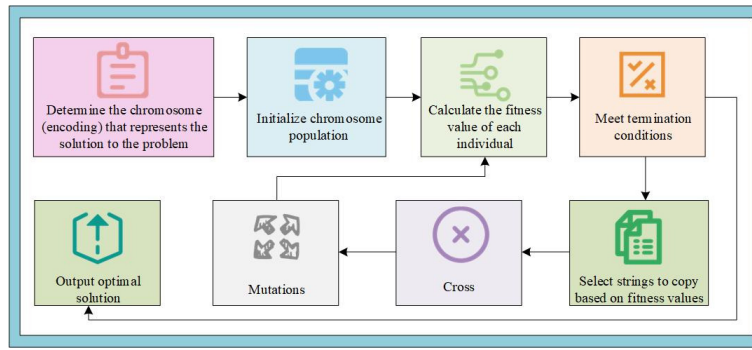 Determine the chromosome
(encoding) that represents the
solution to the problem
Initialize chromosome
population
Calculate the fitness
value of each
individual
Meet termination
conditions
Output optimal
solution
Mutations
Cross
Select strings to copy
based on fitness values